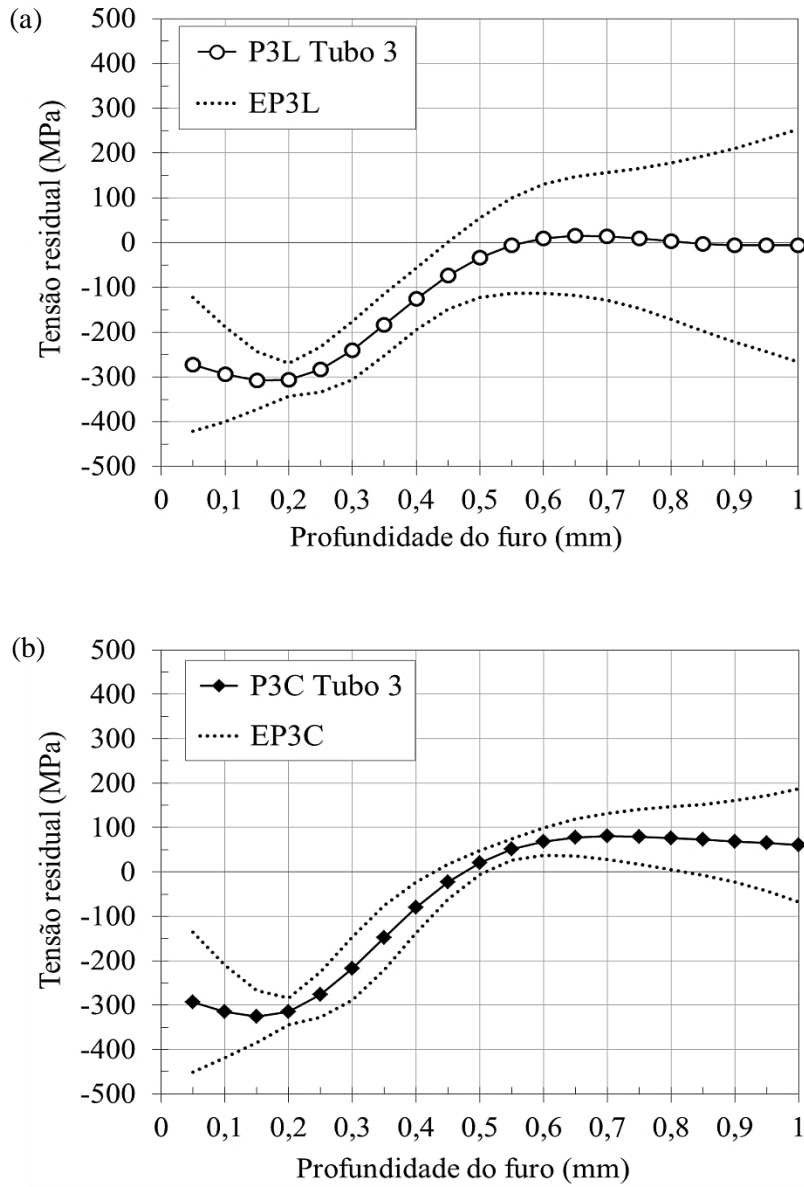 (a)
500
400
300
200
100
0
-100
-200
-300
-400
-500
Tensão residual (MPa)
P3L Tubo 3
EP3L
0 0,1 0,2 0,3 0,4 0,5 0,6 0,7 0,8 0,9 1
Profundidade do furo (mm)
(b)
500
400
300
200
100
0
-100
-200
-300
-400
-500
Tensão residual (MPa)
P3C Tubo 3
EP3C
0 0,1 0,2 0,3 0,4 0,5 0,6 0,7 0,8 0,9 1
Profundidade do furo (mm)